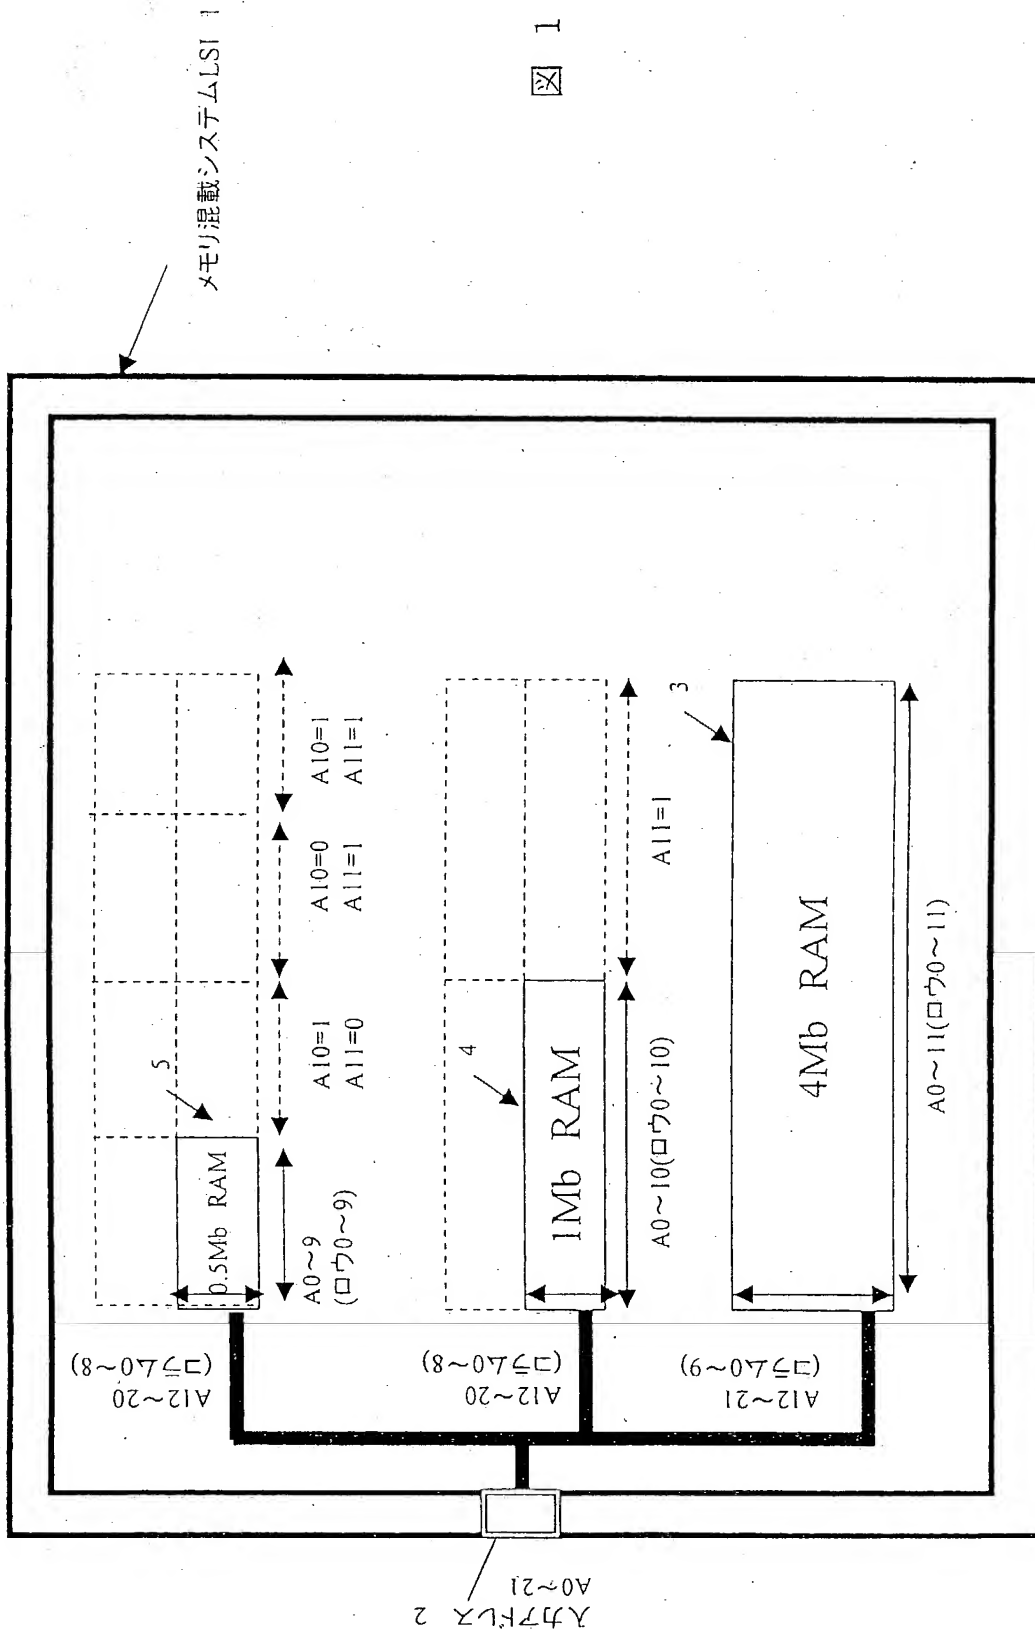 メモリ混載システムLSI 1
図 1
A10=1
A11=1
A10=0
A11=1
A10=1
A11=0
5
0.5Mb RAM
A0～9
(ロウ0～9)
A12～20
(コラム0～8)
A11=1
4
1Mb RAM
A0～10(ロウ0～10)
A12～20
(コラム0～8)
3
4Mb RAM
A0～11(ロウ0～11)
A12～21
(コラム0～9)
入力アドレス 2
A0～21